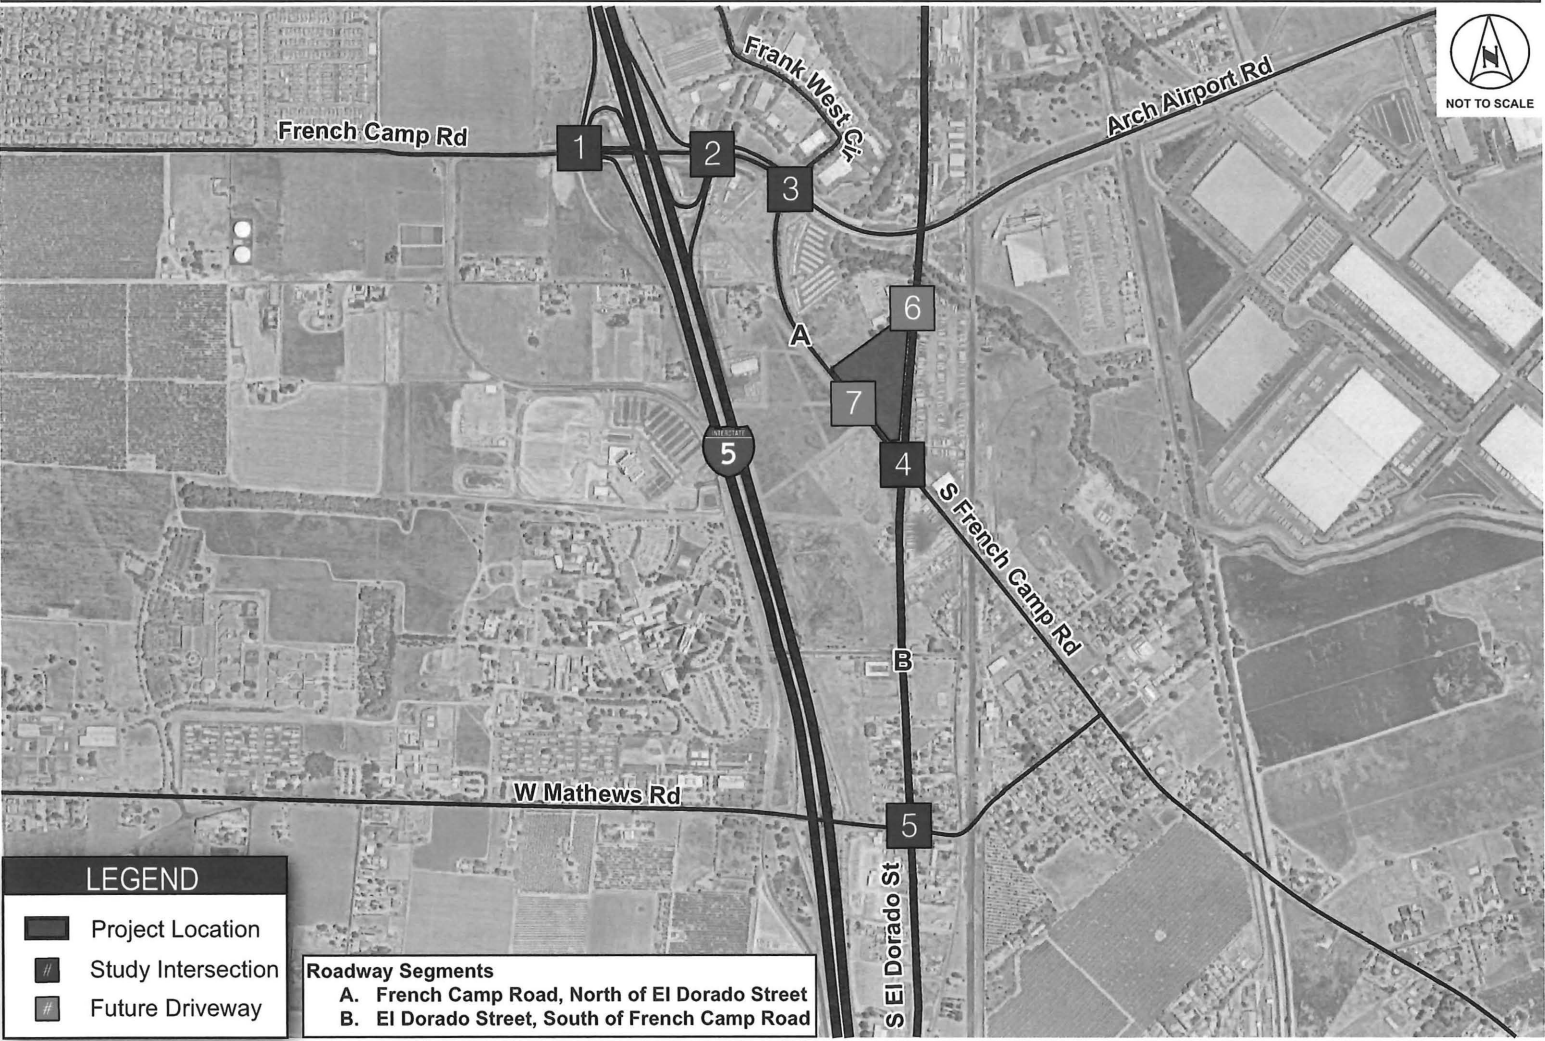 N
NOT TO SCALE
Frank West Cir
Arch Airport Rd
French Camp Rd
1
2
3
6
A
7
INTERSTATE
5
4
S French Camp Rd
B
W Mathews Rd
5
S El Dorado St
LEGEND
Project Location
# Study Intersection
# Future Driveway
Roadway Segments
A. French Camp Road, North of El Dorado Street
B. El Dorado Street, South of French Camp Road